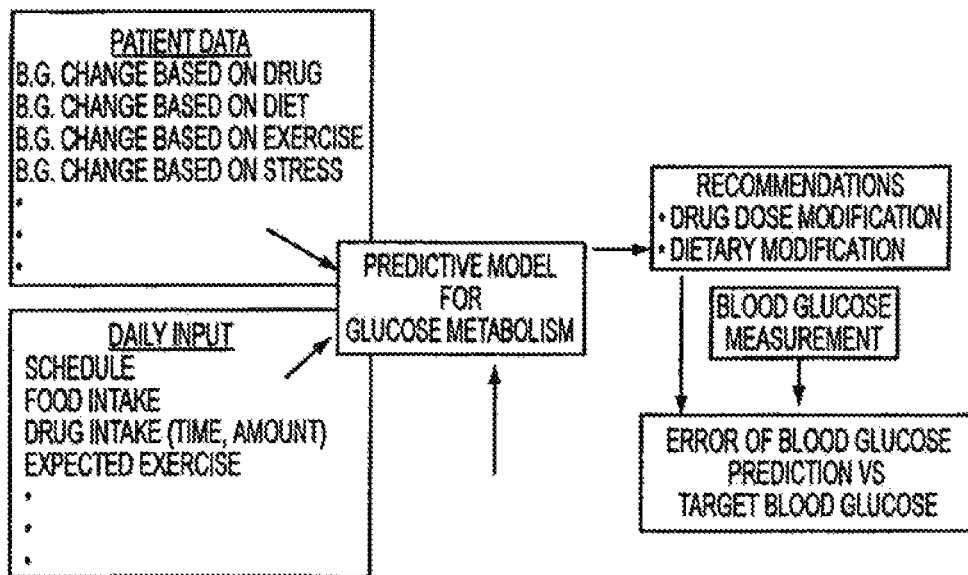 PATIENT DATA
B.G. CHANGE BASED ON DRUG
B.G. CHANGE BASED ON DIET
B.G. CHANGE BASED ON EXERCISE
B.G. CHANGE BASED ON STRESS
*
*
*
DAILY INPUT
SCHEDULE
FOOD INTAKE
DRUG INTAKE (TIME, AMOUNT)
EXPECTED EXERCISE
*
*
*
PREDICTIVE MODEL
FOR
GLUCOSE METABOLISM
RECOMMENDATIONS
* DRUG DOSE MODIFICATION
* DIETARY MODIFICATION
BLOOD GLUCOSE
MEASUREMENT
ERROR OF BLOOD GLUCOSE
PREDICTION VS
TARGET BLOOD GLUCOSE